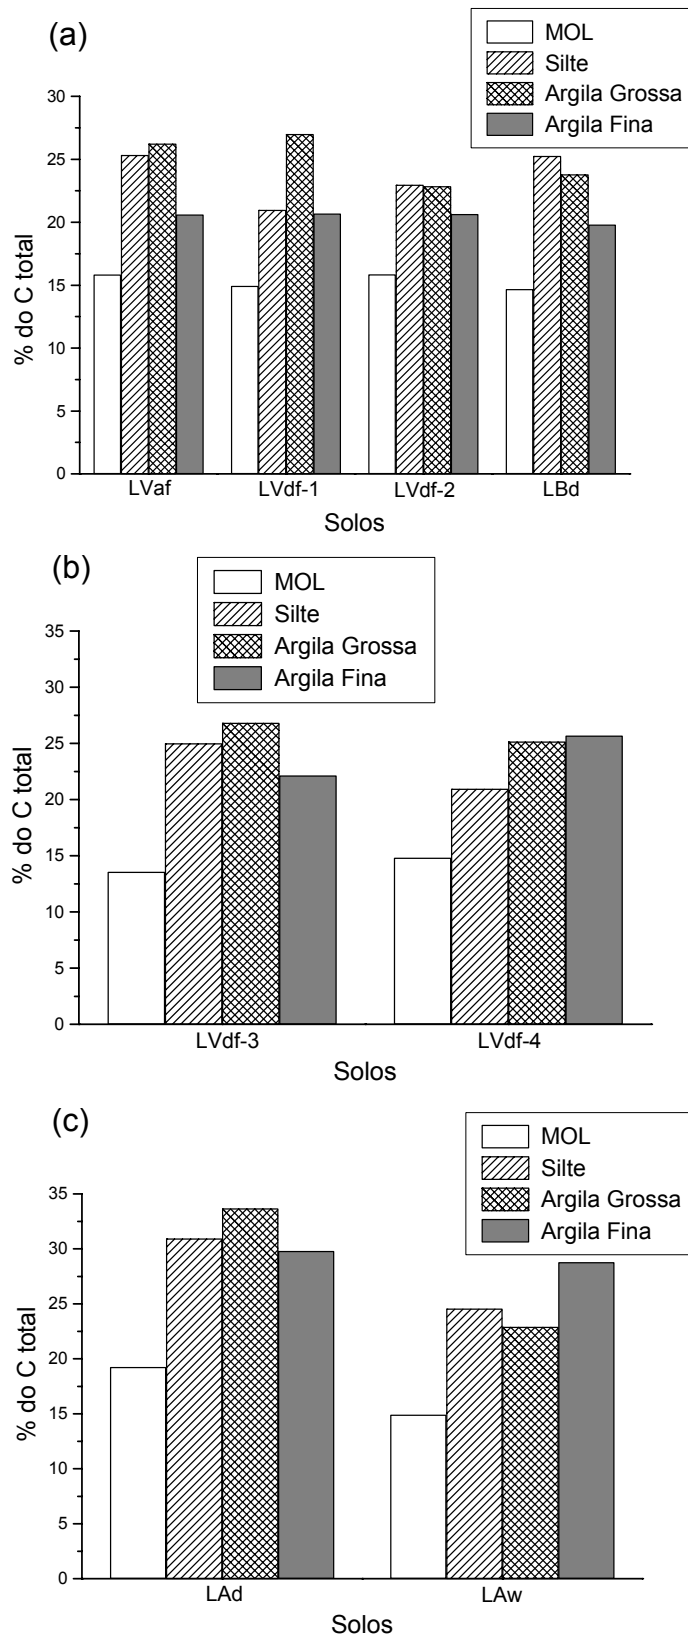 (a)
MOL
Silte
Argila Grossa
Argila Fina
30
25
20
15
10
5
0
% do C total
LVaf LVdf-1 LVdf-2 LBd
Solos
(b)
MOL
Silte
Argila Grossa
Argila Fina
35
30
25
20
15
10
5
0
% do C total
LVdf-3 LVdf-4
Solos
(c)
MOL
Silte
Argila Grossa
Argila Fina
35
30
25
20
15
10
5
0
% do C total
LAd LAw
Solos